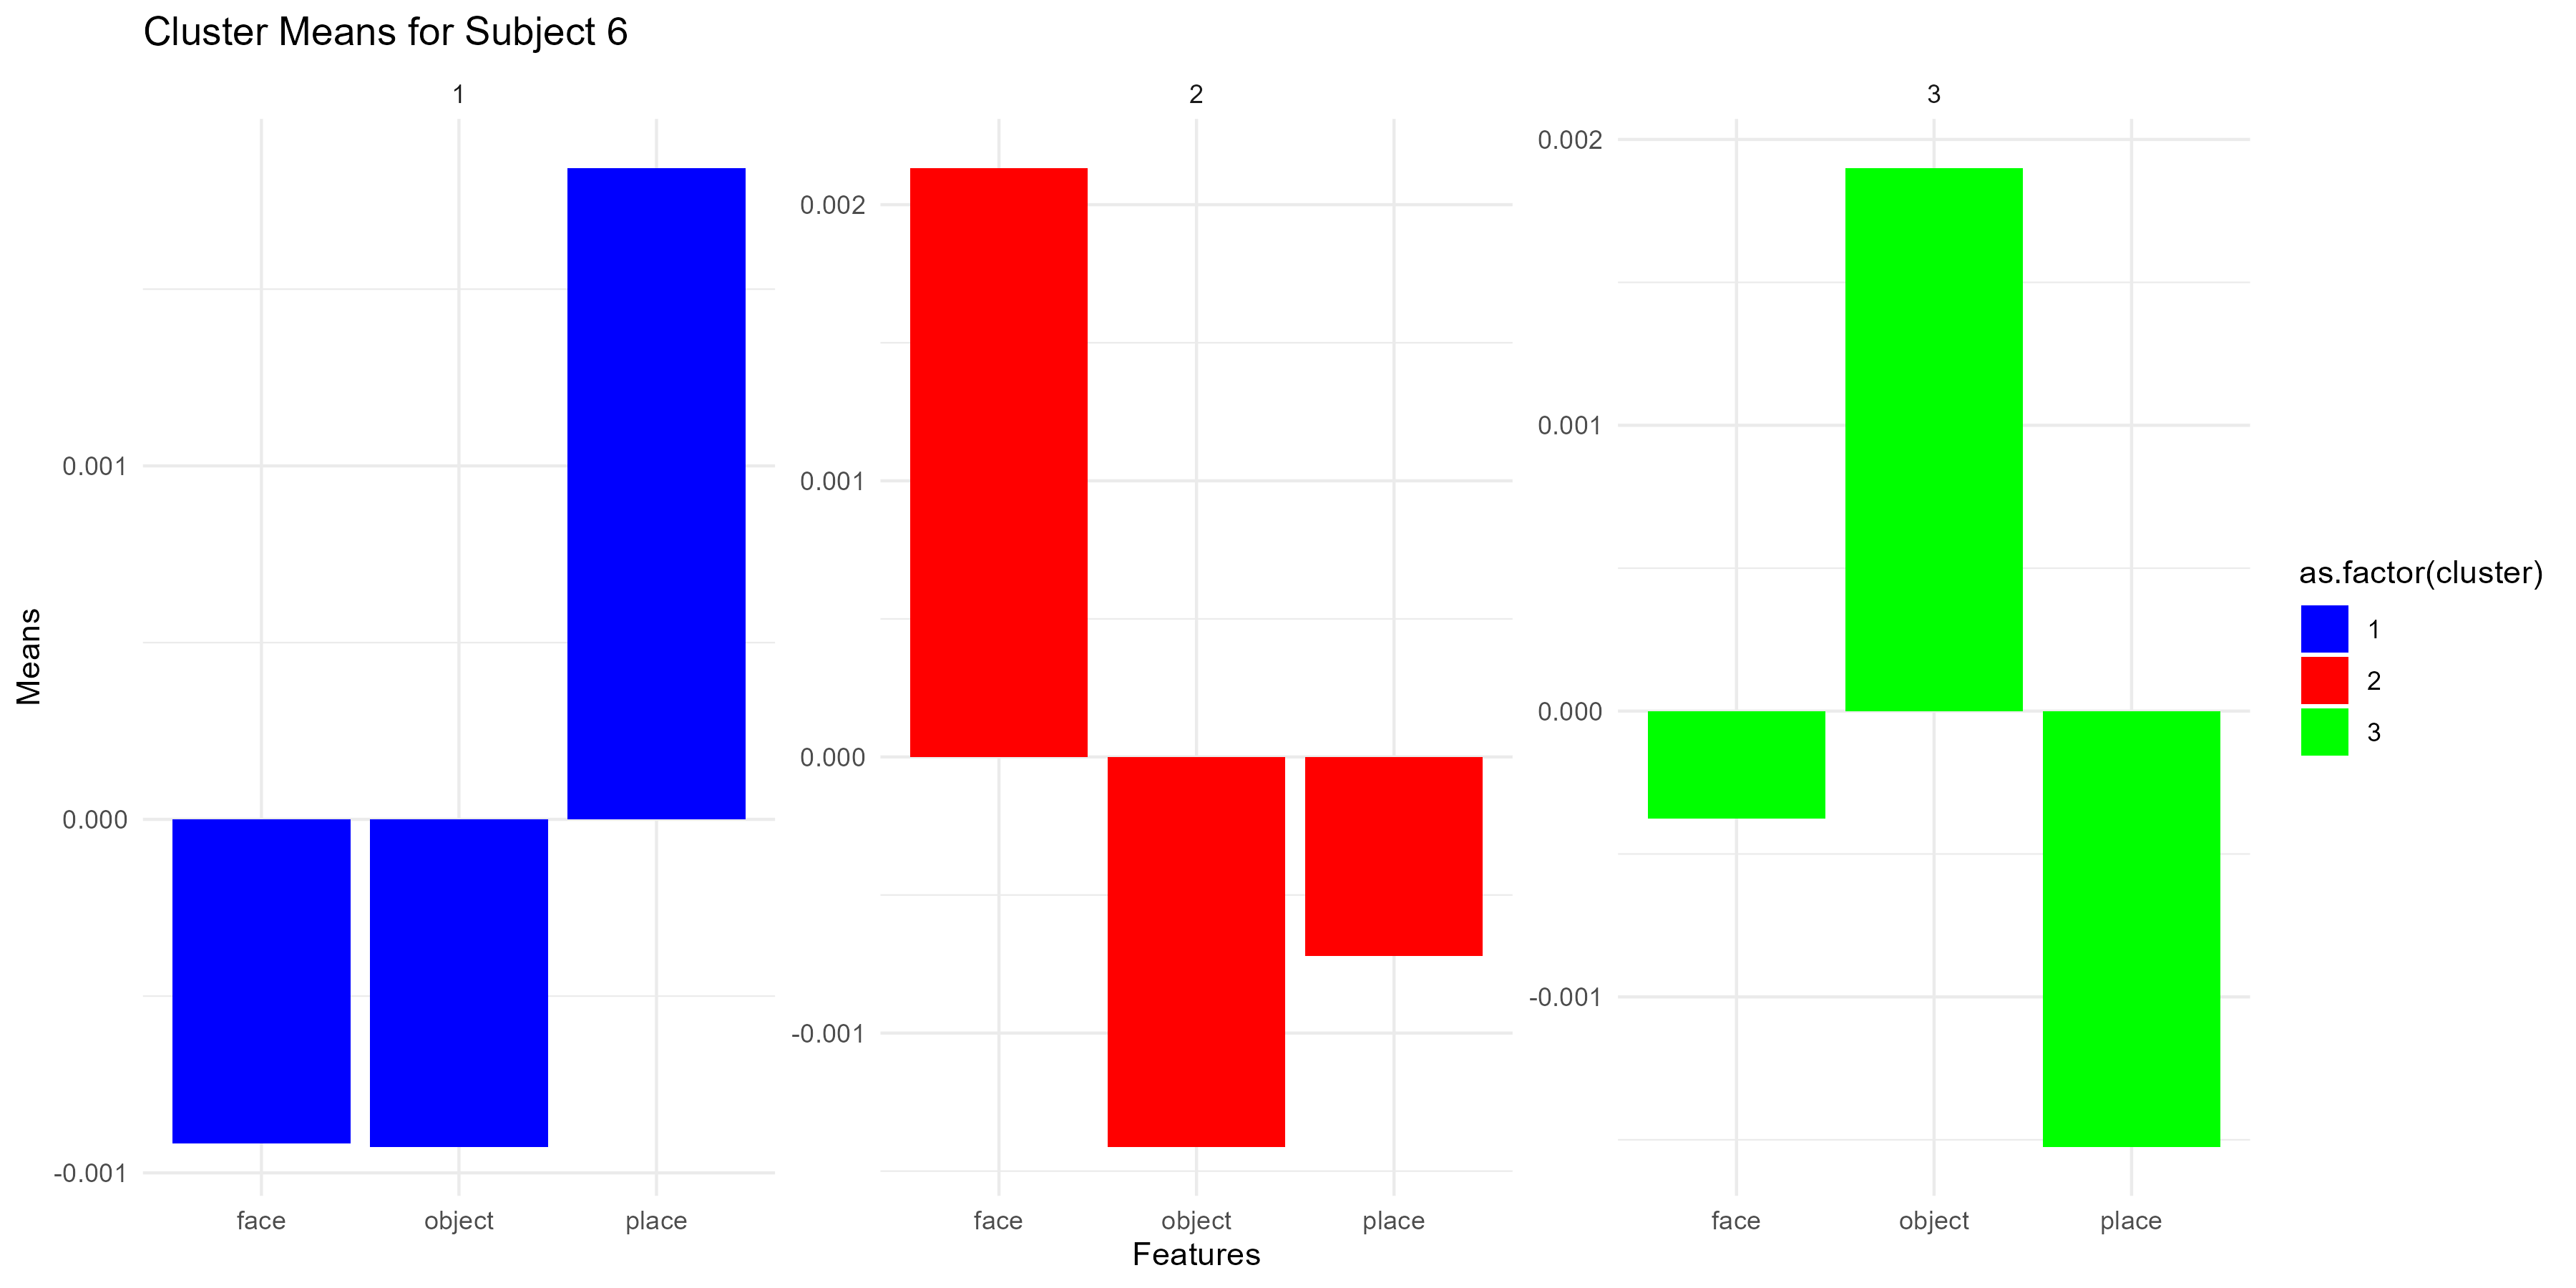 Cluster Means for Subject 6
1
2
3
0.001
0.000
-0.001
0.002
0.001
0.000
-0.001
0.002
0.001
0.000
-0.001
Means
face
object
place
face
object
place
face
object
place
Features
as.factor(cluster)
1
2
3